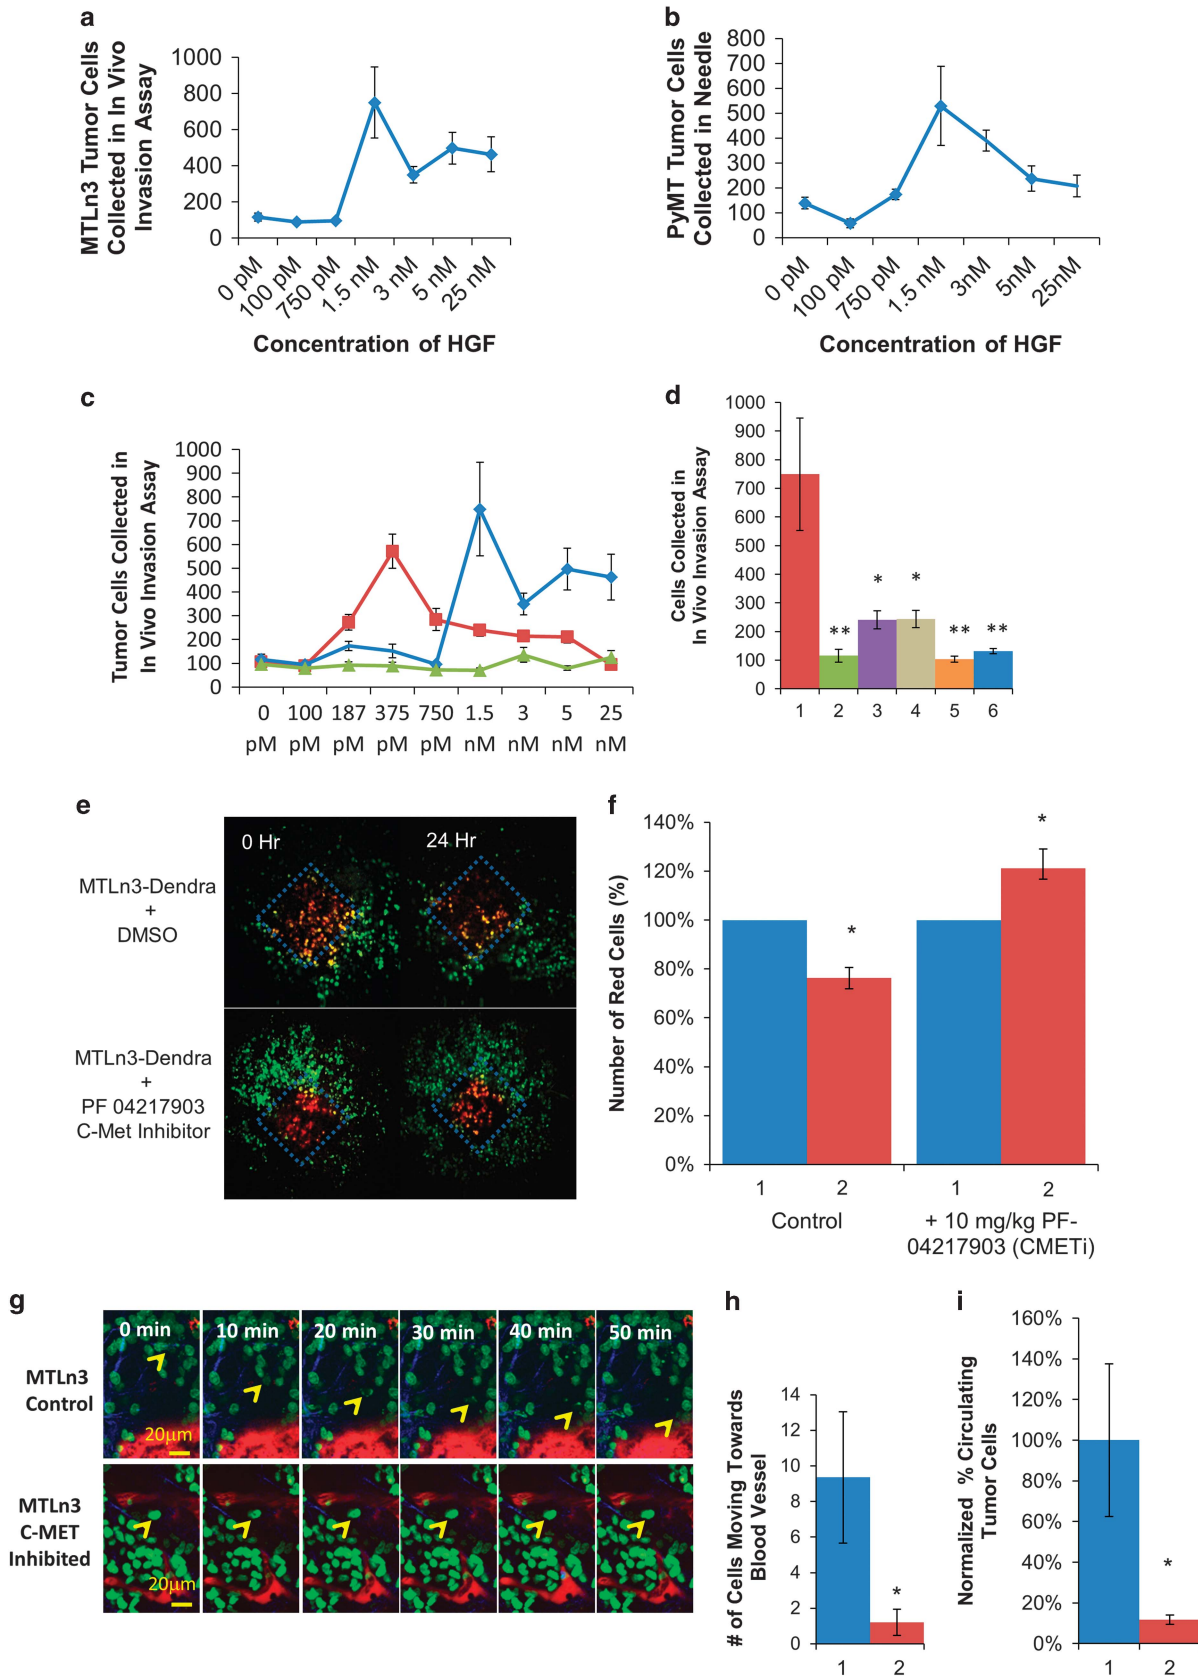 a
MTLn3 Tumor Cells
Collected in In Vivo
Invasion Assay
1000
800
600
400
200
0
0 pM
100 pM
750 pM
1.5 nM
3 nM
5 nM
25 nM
Concentration of HGF
b
PyMT Tumor Cells
Collected in Needle
800
700
600
500
400
300
200
100
0
0 pM
100 pM
750 pM
1.5 nM
3nM
5nM
25nM
Concentration of HGF
c
Tumor Cells Collected in
In Vivo Invasion Assay
1000
900
800
700
600
500
400
300
200
100
0
0 100 187 375 750 1.5 3 5 25
pM pM pM pM pM nM nM nM nM
d
Cells Collected in
In Vivo Invasion Assay
1000
900
800
700
600
500
400
300
200
100
0
** * * ** **
1 2 3 4 5 6
e
0 Hr
24 Hr
MTLn3-Dendra
+
DMSO
MTLn3-Dendra
+
PF 04217903
C-Met Inhibitor
f
Number of Red Cells (%)
140%
120%
100%
80%
60%
40%
20%
0%
*
*
1 2 1 2
Control
+ 10 mg/kg PF-
04217903 (CMETi)
g
0 min 10 min 20 min 30 min 40 min 50 min
MTLn3
Control
20μm
MTLn3
C-MET
Inhibited
20μm
h
# of Cells Moving Towards
Blood Vessel
14
12
10
8
6
4
2
0
*
1 2
i
Normalized % Circulating
Tumor Cells
160%
140%
120%
100%
80%
60%
40%
20%
0%
*
1 2